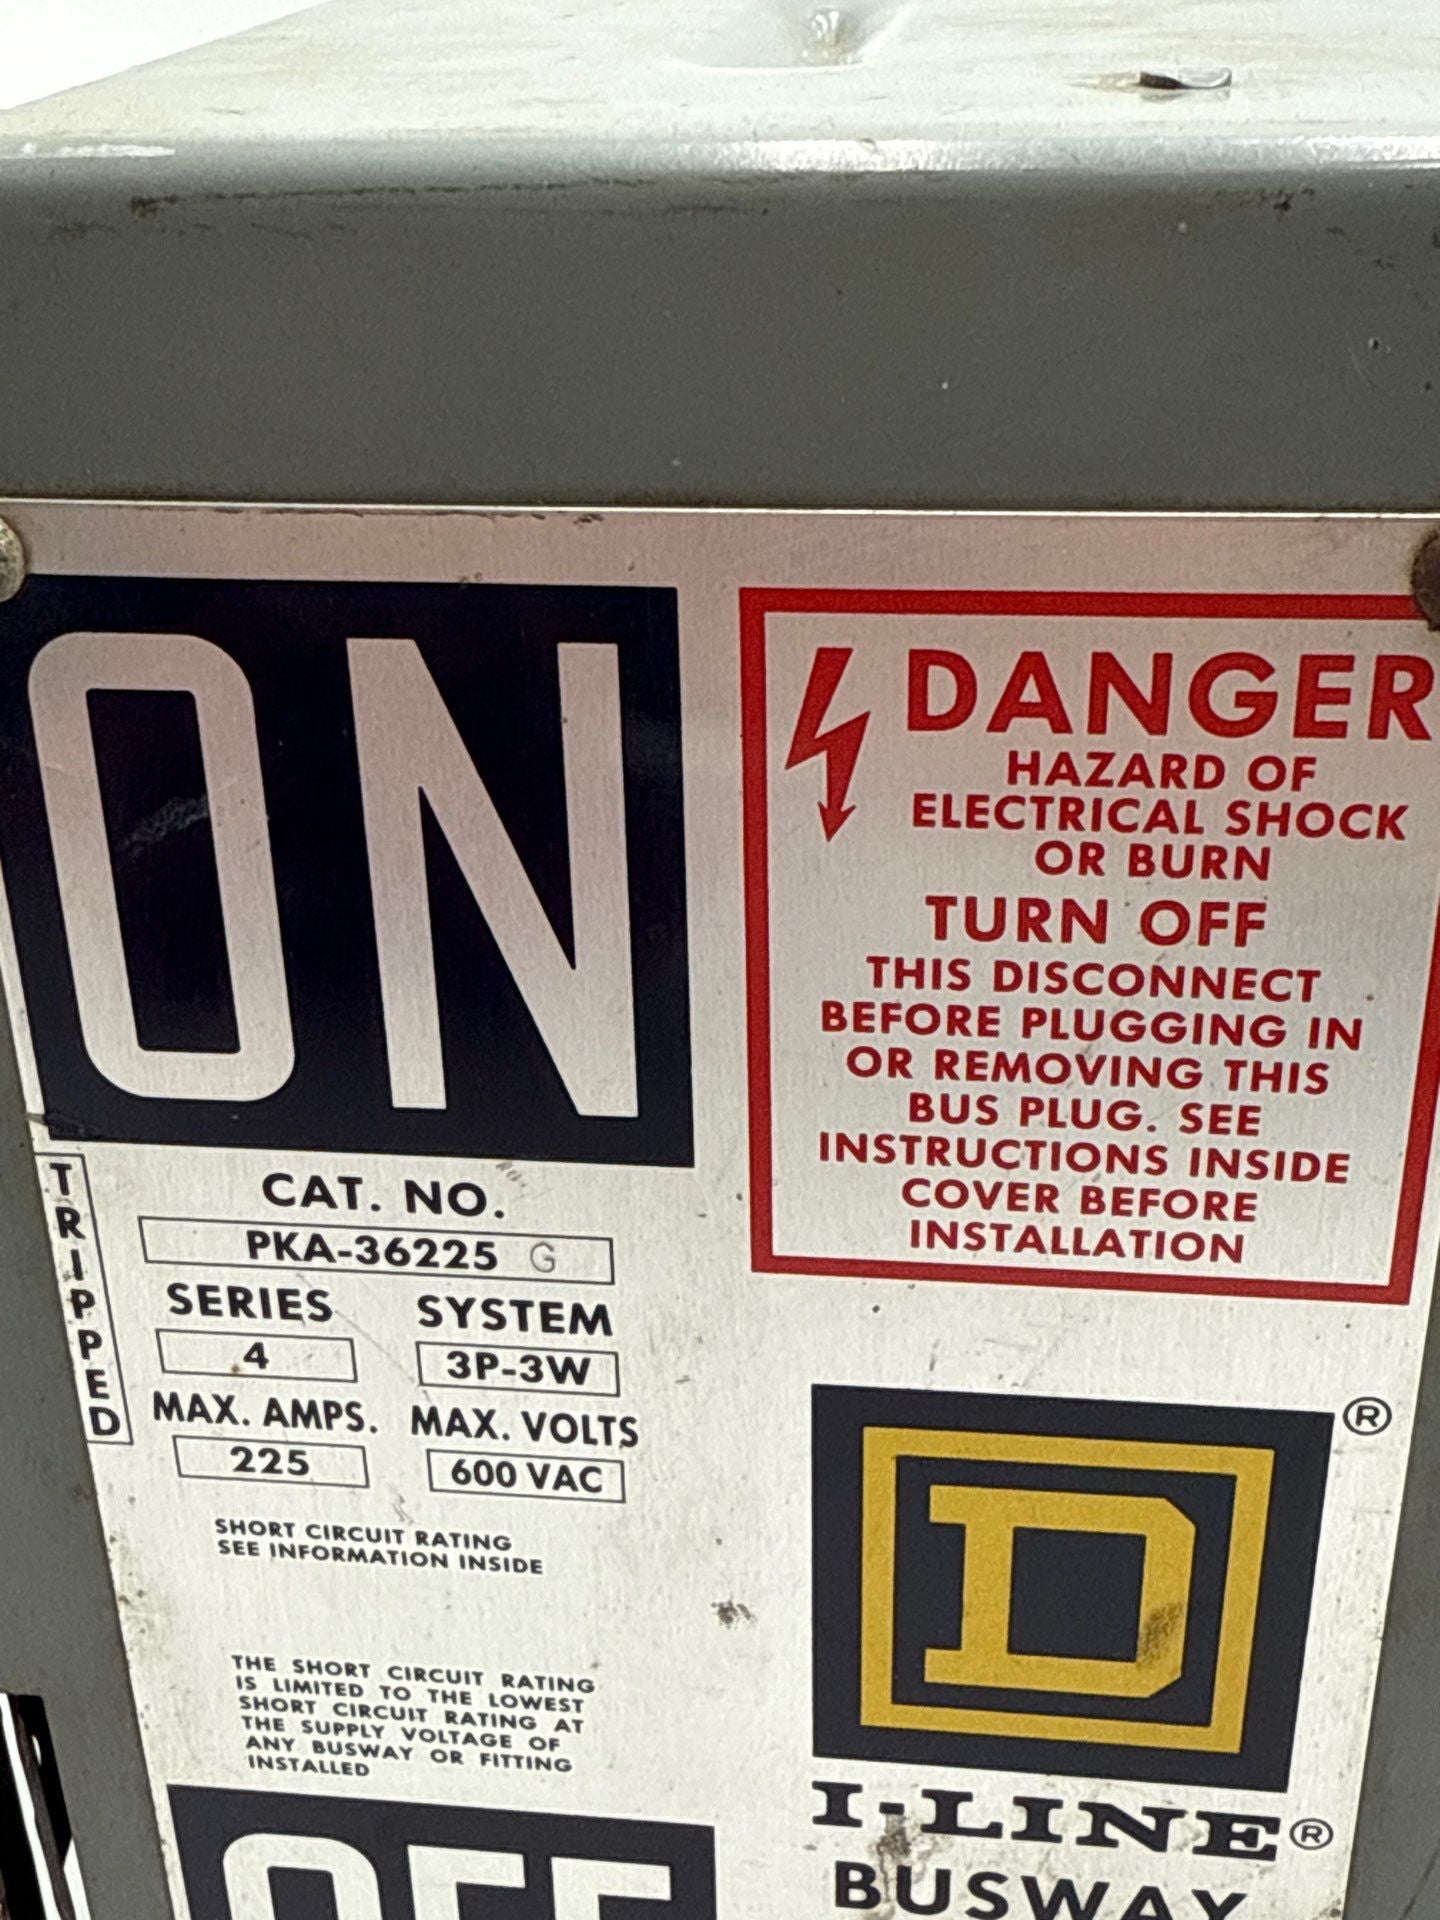 ON
DANGER
HAZARD OF
ELECTRICAL SHOCK
OR BURN
TURN OFF
THIS DISCONNECT
BEFORE PLUGGING IN
OR REMOVING THIS
BUS PLUG. SEE
INSTRUCTIONS INSIDE
COVER BEFORE
INSTALLATION
TRIPPED
CAT. NO.
PKA-36225 G
SERIES SYSTEM
4 3P-3W
MAX. AMPS. MAX. VOLTS
225 600 VAC
SHORT CIRCUIT RATING
SEE INFORMATION INSIDE
THE SHORT CIRCUIT RATING
IS LIMITED TO THE LOWEST
SHORT CIRCUIT RATING AT
THE SUPPLY VOLTAGE OF
ANY BUSWAY OR FITTING
INSTALLED
OFF
D ®
I-LINE®
BUSWAY